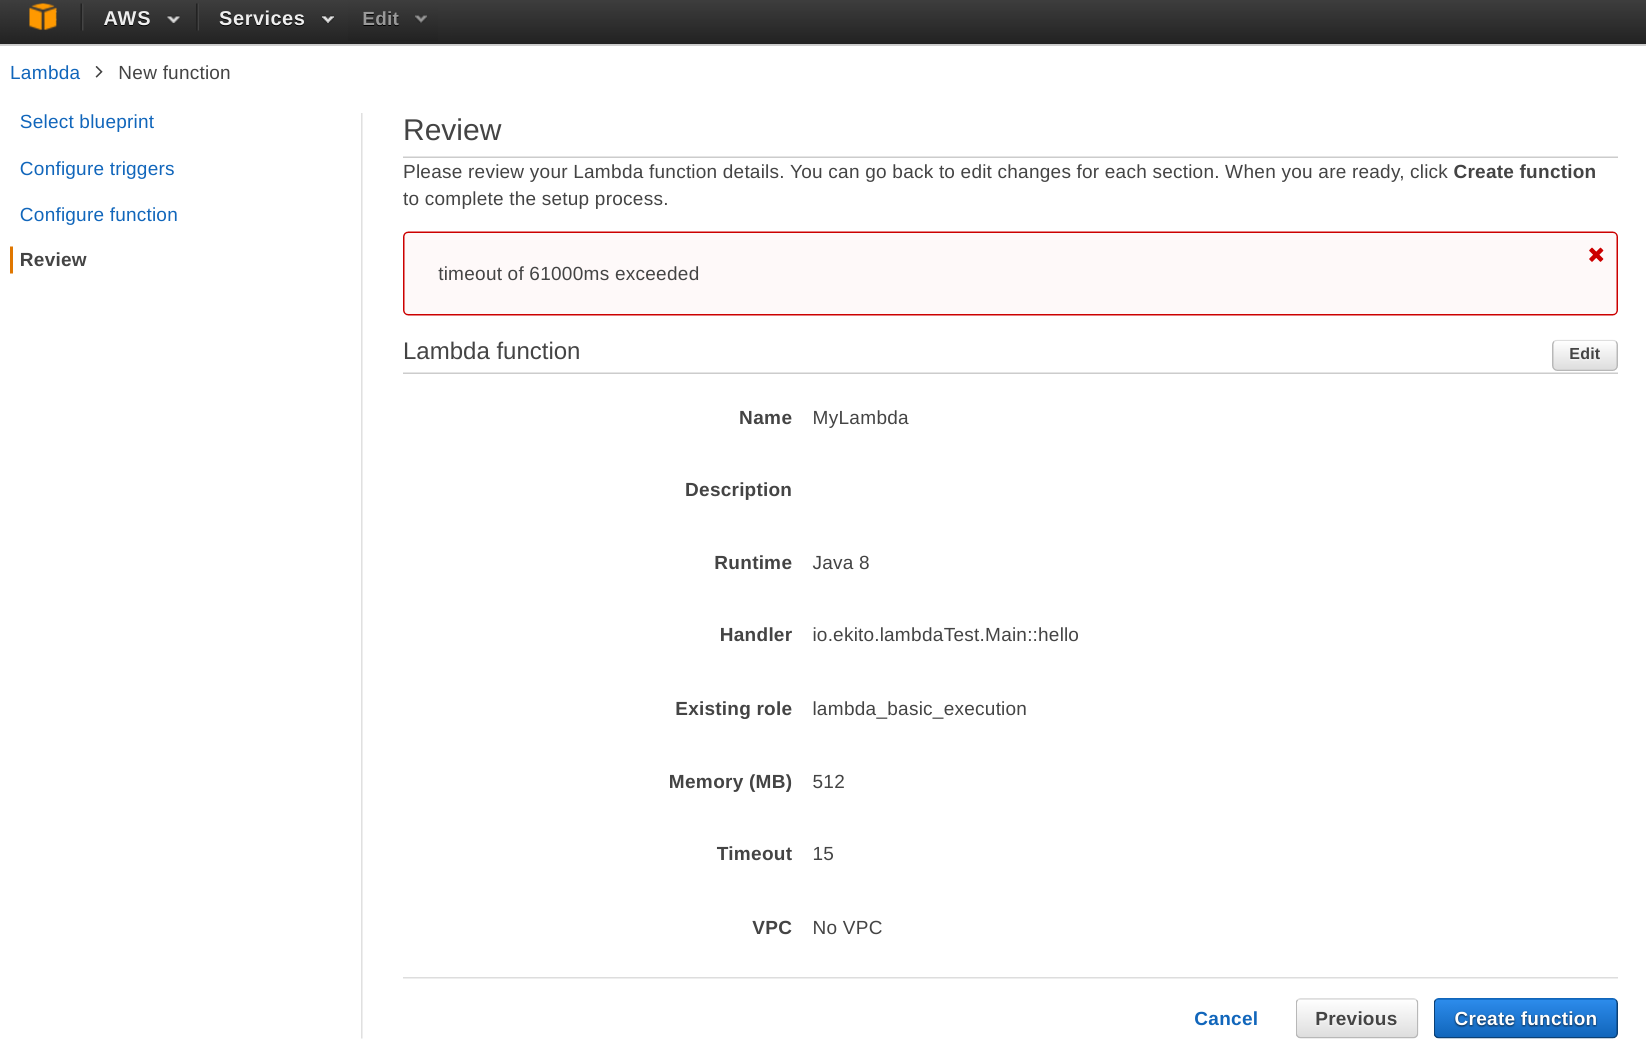 AWS Services Edit
Lambda New function
Select blueprint
Configure triggers
Configure function
Review
Review
Please review your Lambda function details. You can go back to edit changes for each section. When you are ready, click Create function
to complete the setup process.
timeout of 61000ms exceeded
Lambda function Edit
Name MyLambda
Description
Runtime Java 8
Handler io.ekito.lambdaTest.Main::hello
Existing role lambda_basic_execution
Memory (MB) 512
Timeout 15
VPC No VPC
Cancel Previous Create function